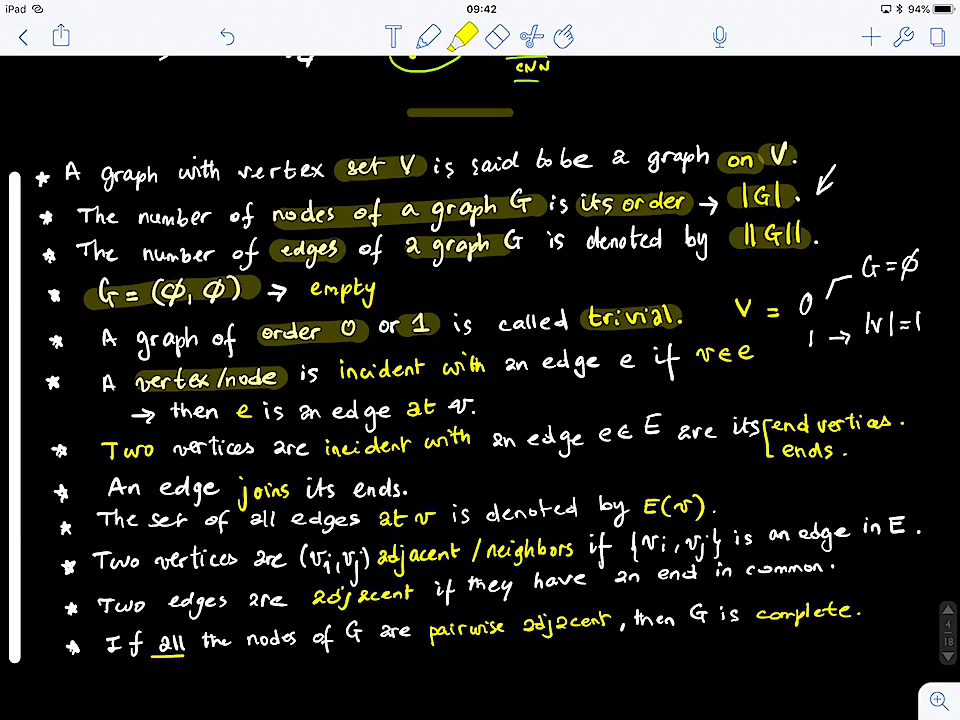 iPad 09:42 94%
CNN
* A graph with vertex set V is said to be a graph on V.
* The number of nodes of a graph G is its order → |G|.
* The number of edges of a graph G is denoted by ||G||.
* G = (∅, ∅) → empty
G = ∅
* A graph of order 0 or 1 is called trivial. V = 0
1 → |V| = 1
* A vertex/node is incident with an edge e if v ∈ e
→ then e is an edge at v.
* Two vertices are incident with an edge e ∈ E are its end vertices.
ends.
* An edge joins its ends.
* The set of all edges at v is denoted by E(v).
* Two vertices are (vi, vj) adjacent / neighbors if {vi, vj} is an edge in E.
* Two edges are adjacent if they have an end in common.
* If all the nodes of G are pairwise adjacent, then G is complete.
4
18